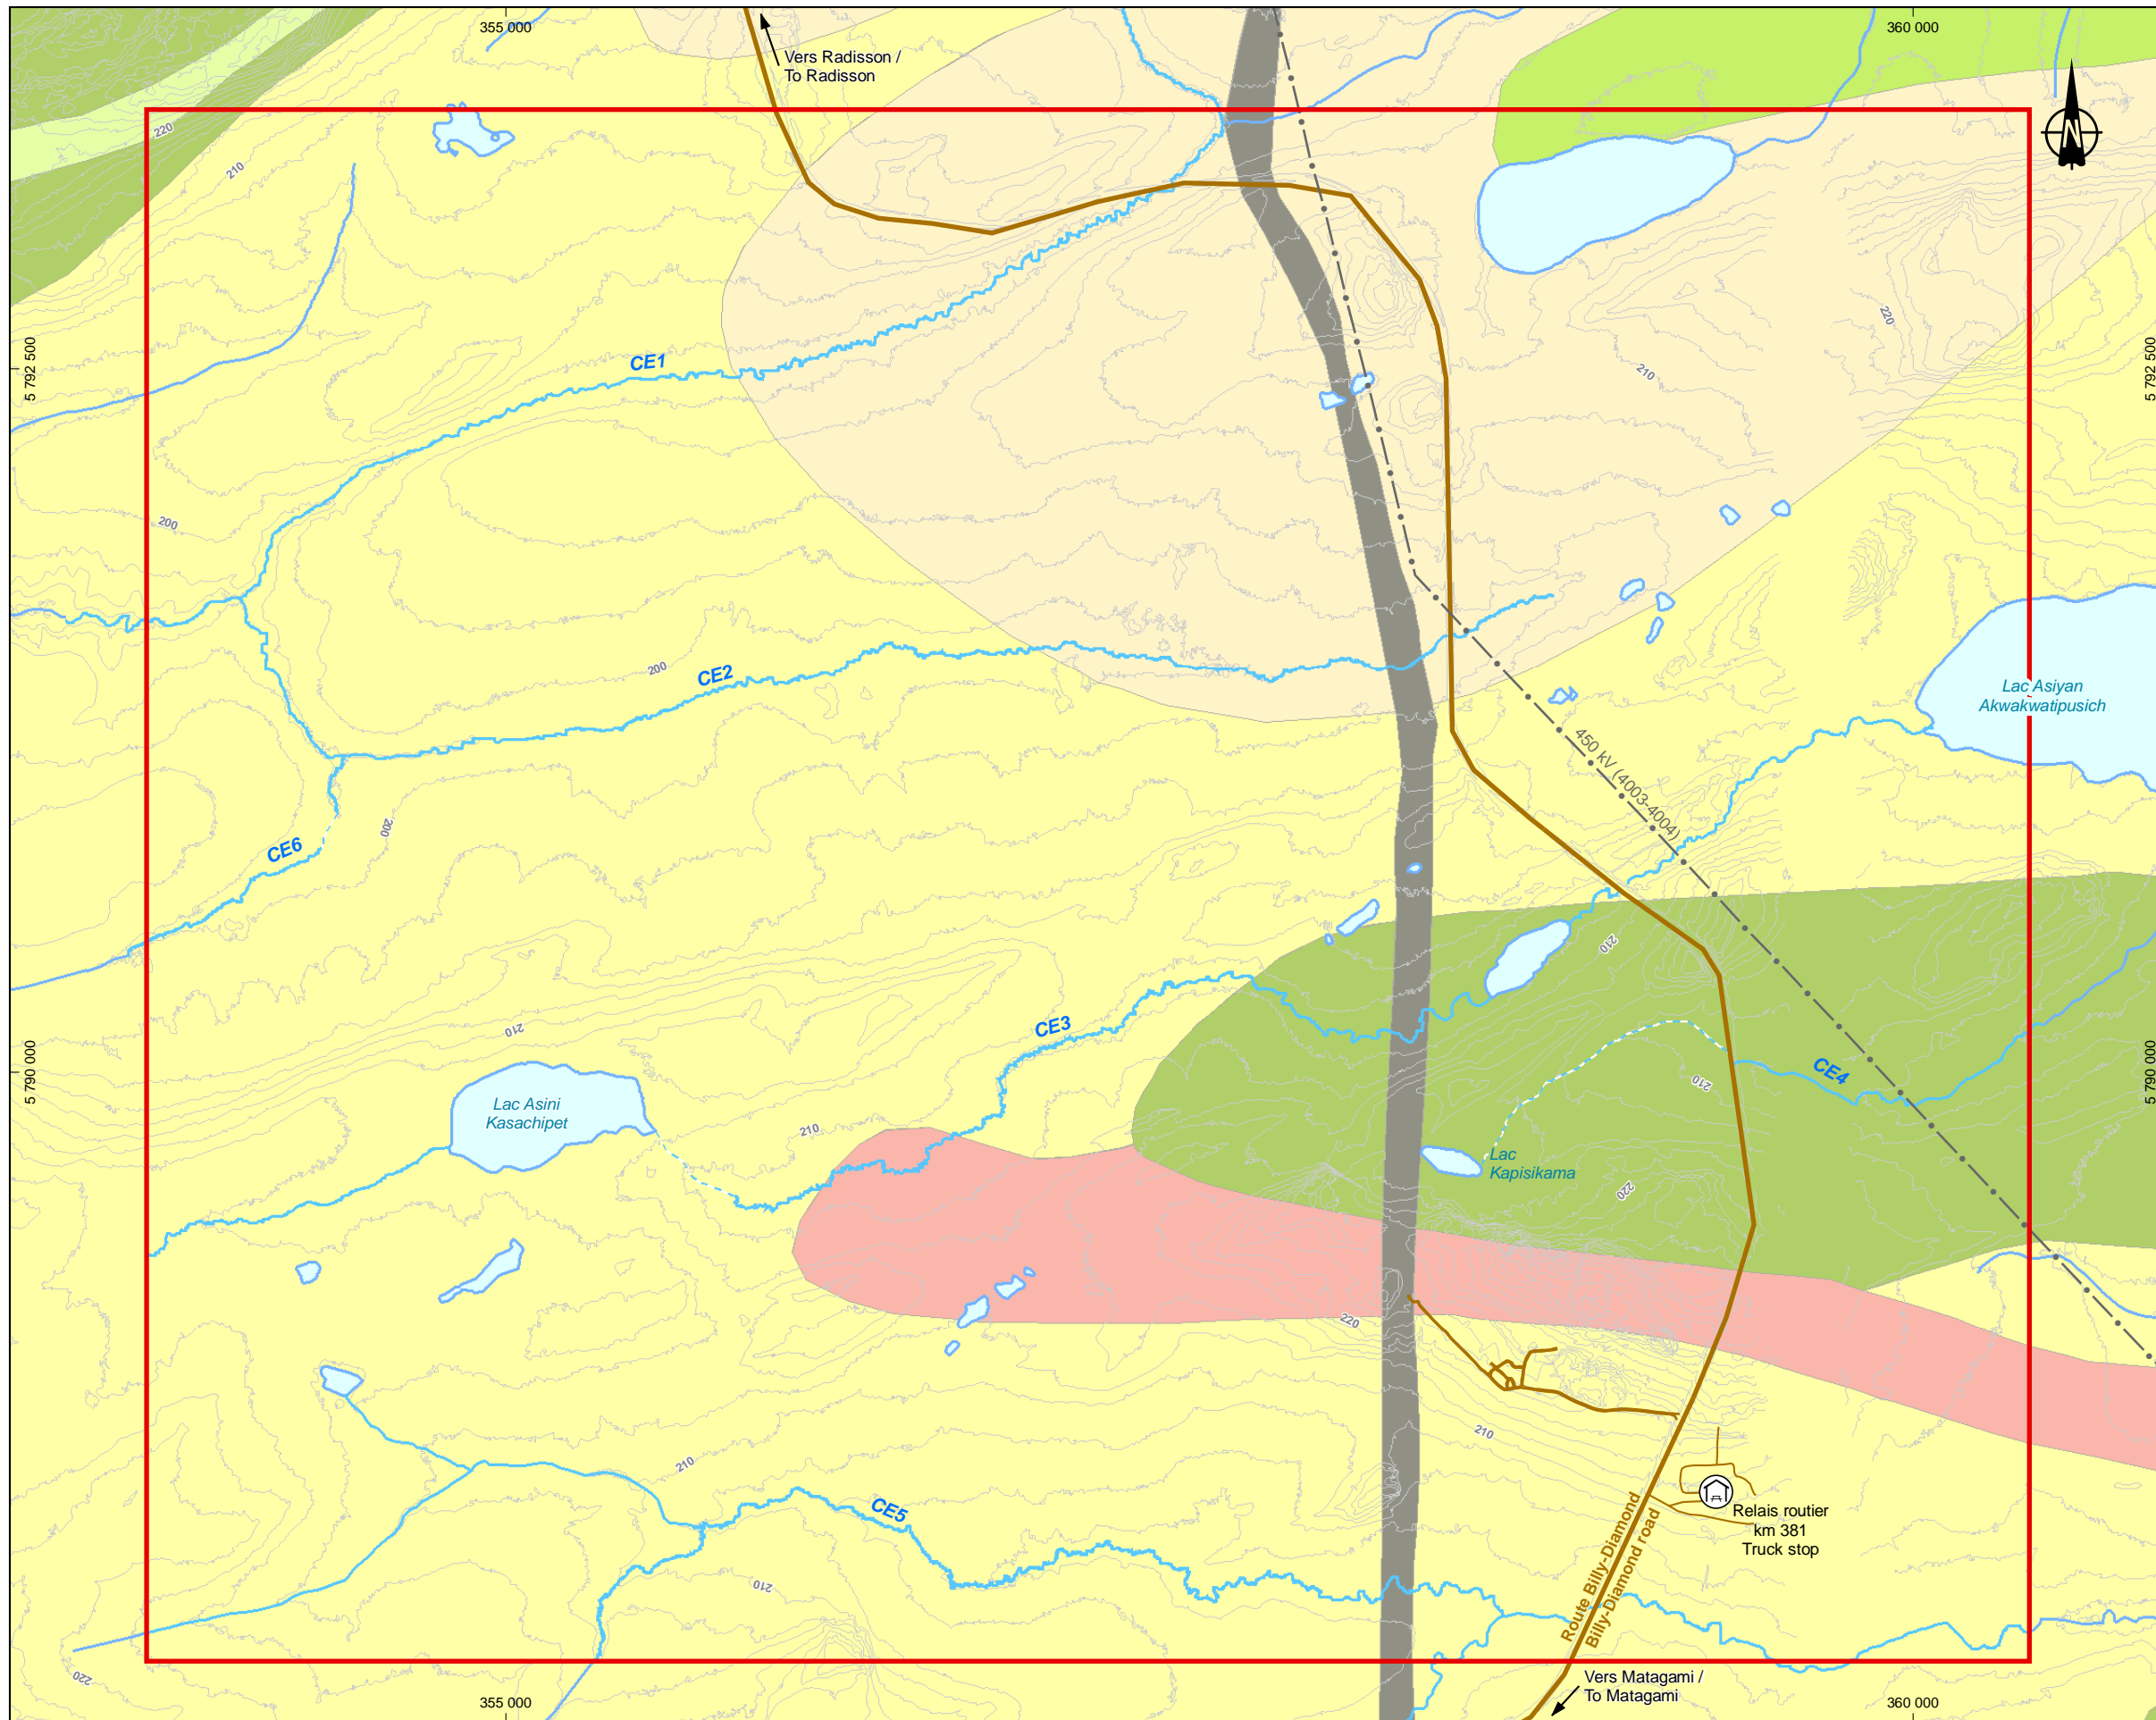 355 000
360 000
Vers Radisson /
To Radisson
N
220
210
5 792 500
5 792 500
220
210
CE1
200
CE2
200
Lac Asiyan
Akwakwatipusich
450 kV (4003-4004)
200
CE6
210
210
CE3
5 790 000
5 790 000
CE4
210
Lac Asini
Kasachipet
210
Lac
Kapisikama
220
220
210
210
CE5
Relais routier
km 381
Truck stop
Route Billy-Diamond
Billy-Diamond road
210
220
Vers Matagami /
To Matagami
355 000
360 000